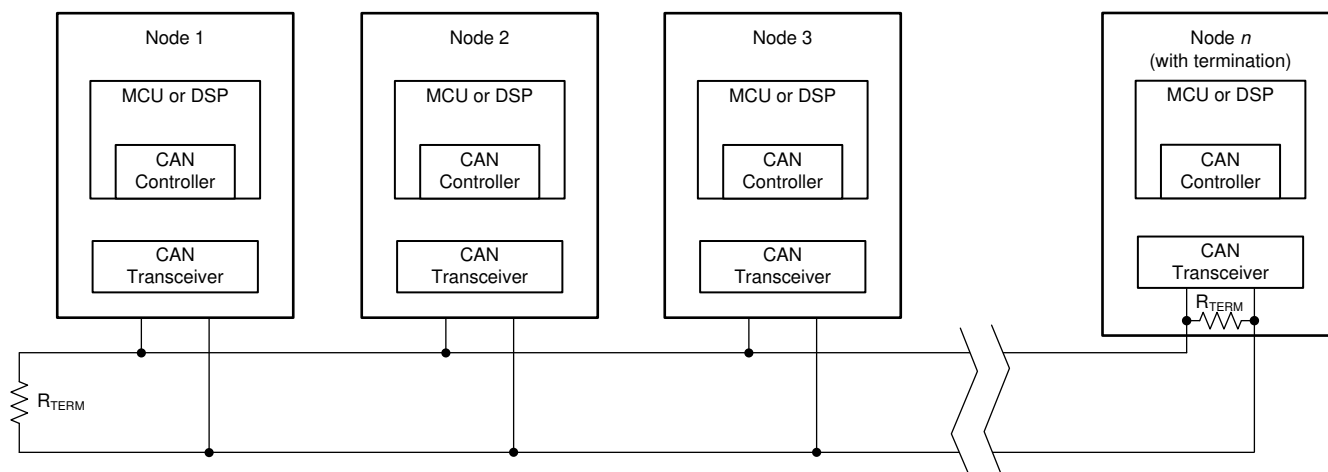 Node 1
MCU or DSP
CAN
Controller
CAN
Transceiver
Node 2
MCU or DSP
CAN
Controller
CAN
Transceiver
Node 3
MCU or DSP
CAN
Controller
CAN
Transceiver
Node n
(with termination)
MCU or DSP
CAN
Controller
CAN
Transceiver
RTERM
RTERM